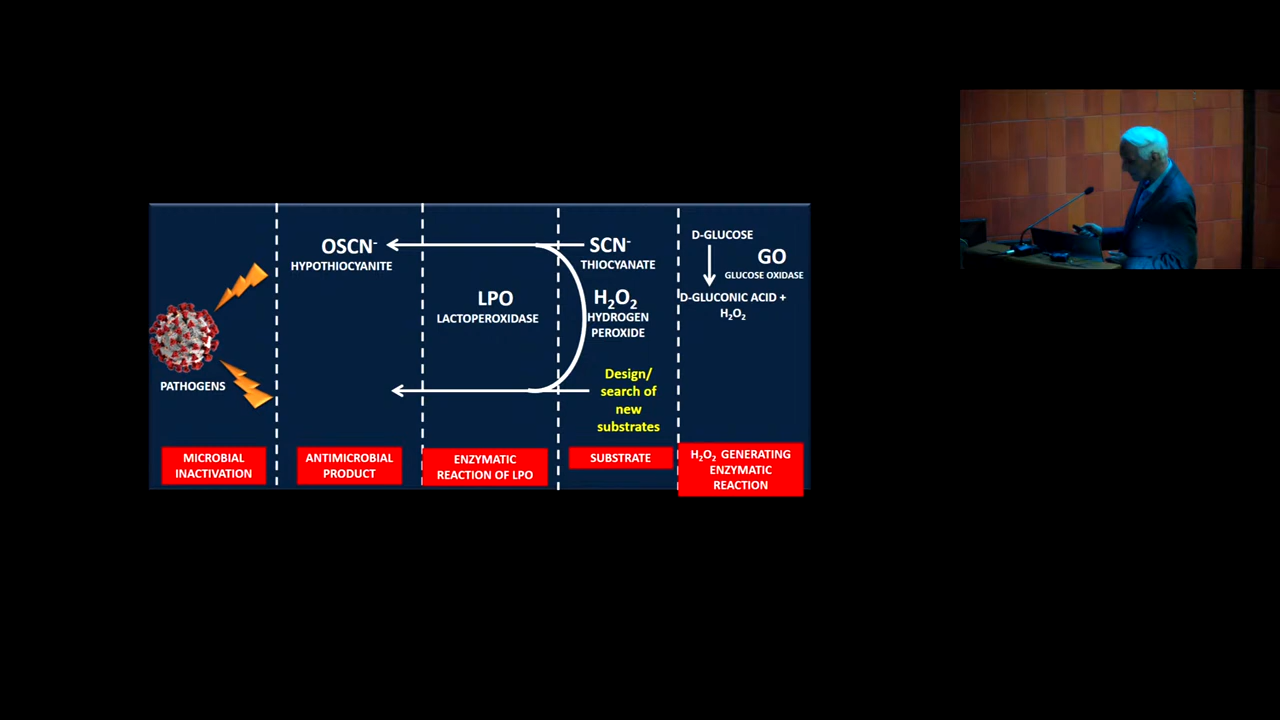 OSCN-
HYPOTHIOCYANITE
SCN-
THIOCYANATE
D-GLUCOSE
GO
GLUCOSE OXIDASE
D-GLUCONIC ACID +
H2O2
LPO
LACTOPEROXIDASE
H2O2
HYDROGEN
PEROXIDE
PATHOGENS
Design/
search of
new
substrates
MICROBIAL
INACTIVATION
ANTIMICROBIAL
PRODUCT
ENZYMATIC
REACTION OF LPO
SUBSTRATE
H2O2 GENERATING
ENZYMATIC
REACTION